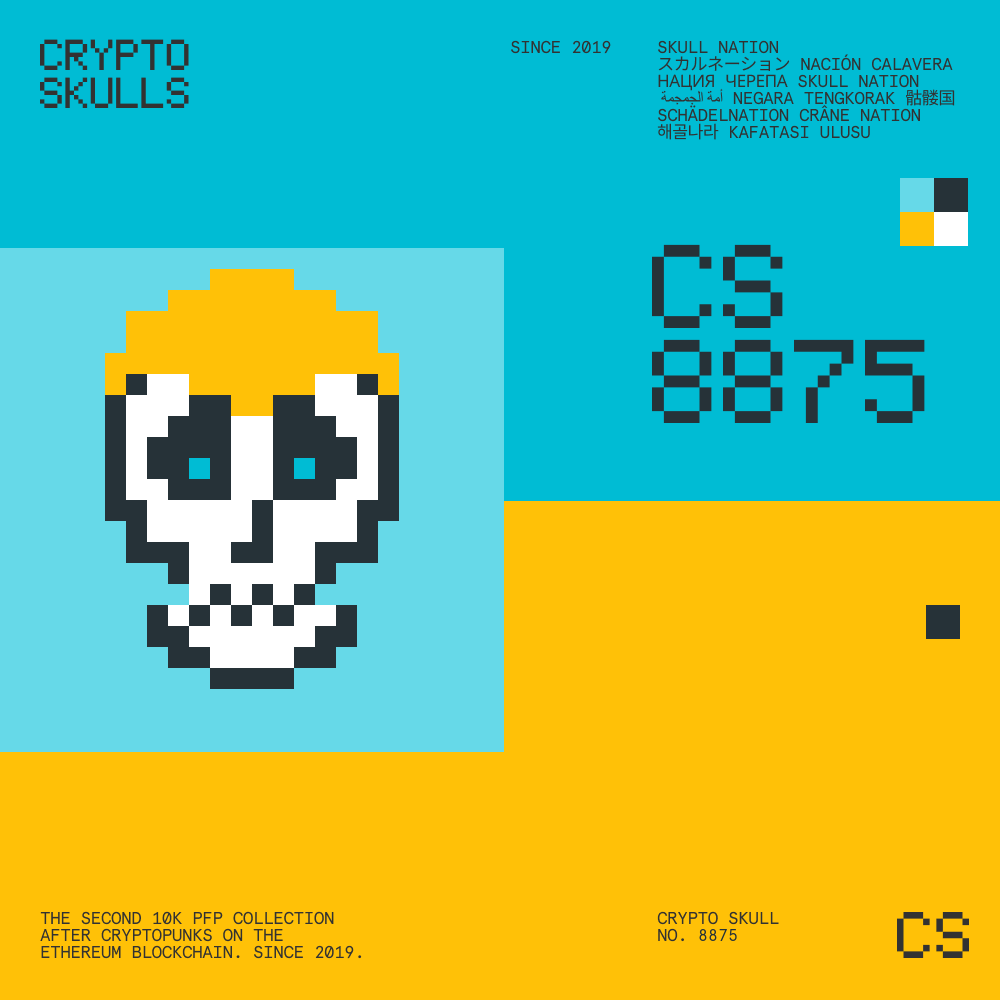 CRYPTO
SKULLS
SINCE 2019
SKULL NATION
スカルネーション NACIÓN CALAVERA
НАЦИЯ ЧЕРЕПА SKULL NATION
أمة الجمجمة NEGARA TENGKORAK 骷髅国
SCHÄDELNATION CRÂNE NATION
해골나라 KAFATASI ULUSU
CS
8875
THE SECOND 10K PFP COLLECTION
AFTER CRYPTOPUNKS ON THE
ETHEREUM BLOCKCHAIN. SINCE 2019.
CRYPTO SKULL
NO. 8875
CS